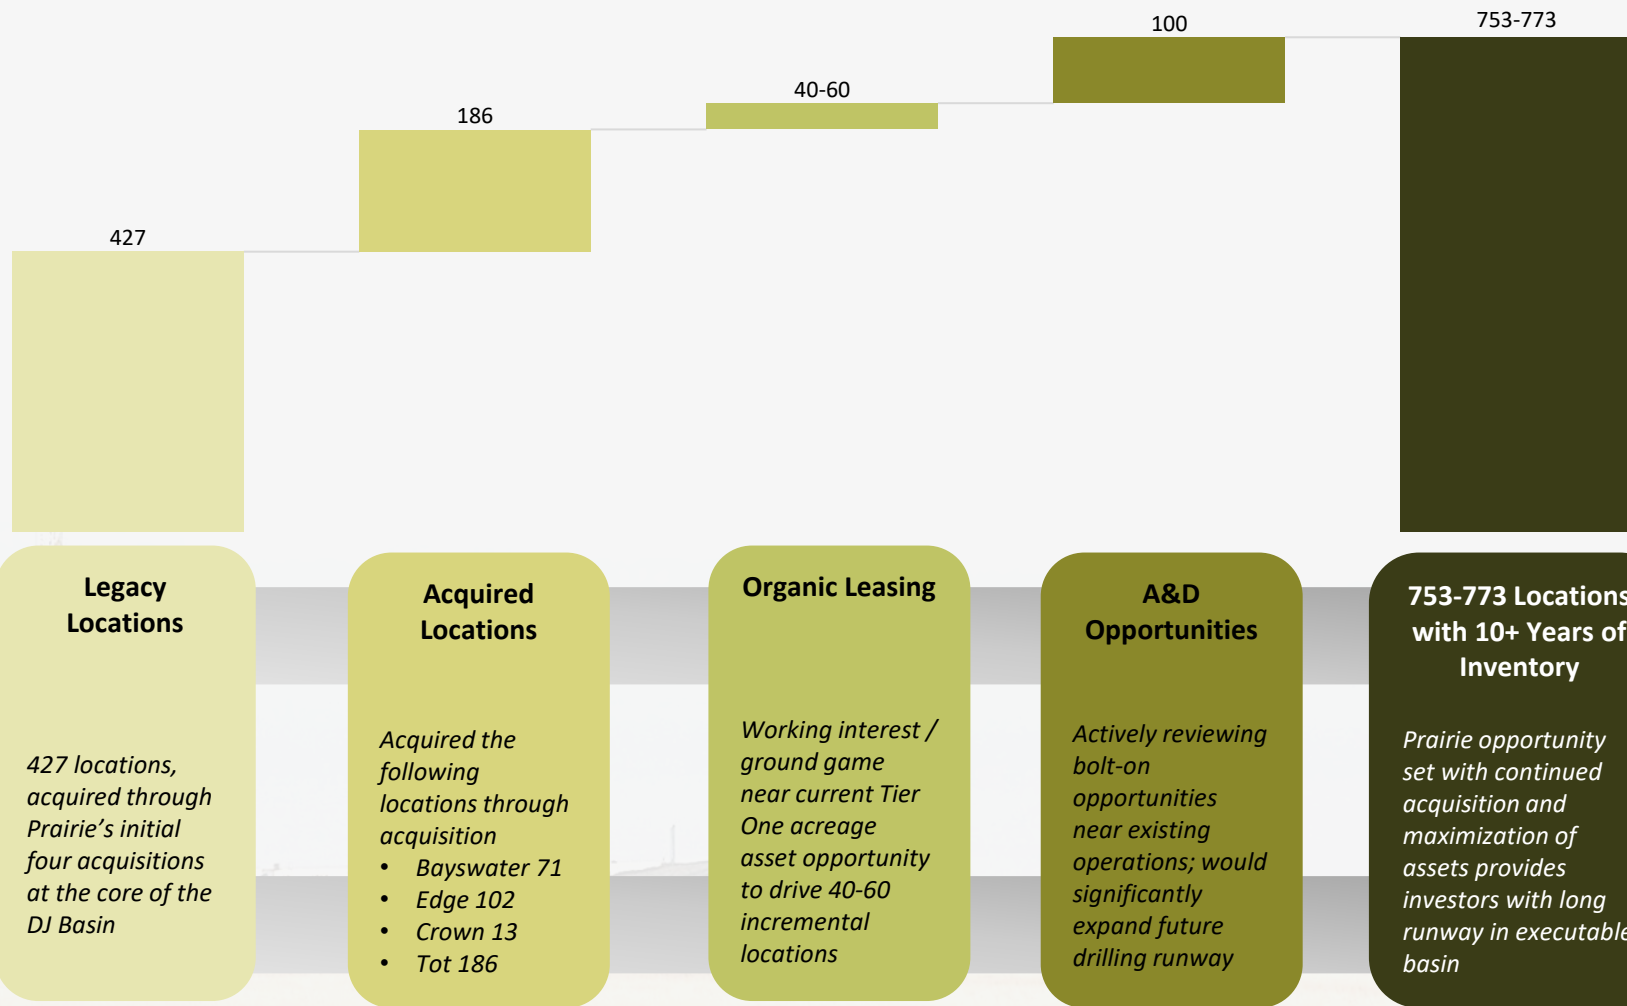 427
186
40-60
100
753-773
Legacy
Locations
427 locations,
acquired through
Prairie's initial
four acquisitions
at the core of the
DJ Basin
Acquired
Locations
Acquired the
following
locations through
acquisition
• Bayswater 71
• Edge 102
• Crown 13
• Tot 186
Organic Leasing
Working interest /
ground game
near current Tier
One acreage
asset opportunity
to drive 40-60
incremental
locations
A&D
Opportunities
Actively reviewing
bolt-on
opportunities
near existing
operations; would
significantly
expand future
drilling runway
753-773 Locations
with 10+ Years of
Inventory
Prairie opportunity
set with continued
acquisition and
maximization of
assets provides
investors with long
runway in executable
basin